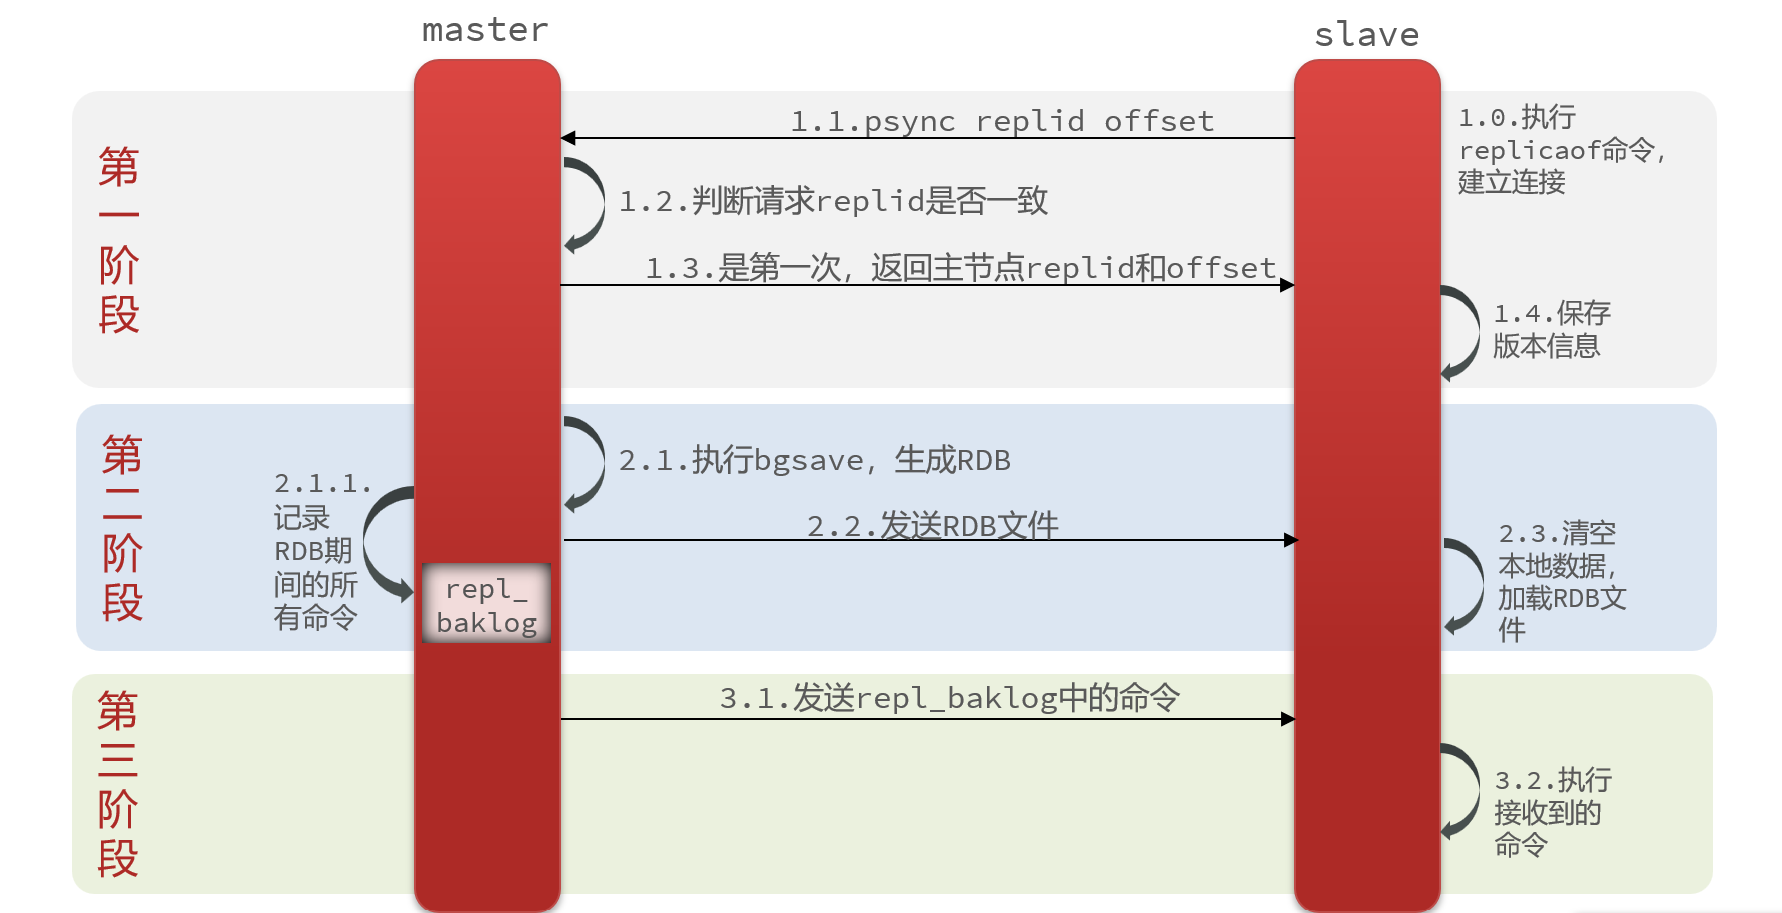 master
slave
第一阶段
1.0.执行
replicaof命令，
建立连接
1.1.psync replid offset
1.2.判断请求replid是否一致
1.3.是第一次，返回主节点replid和offset
1.4.保存
版本信息
第二阶段
2.1.执行bgsave，生成RDB
2.1.1.
记录
RDB期
间的所
有命令
repl_
baklog
2.2.发送RDB文件
2.3.清空
本地数据，
加载RDB文
件
第三阶段
3.1.发送repl_baklog中的命令
3.2.执行
接收到的
命令